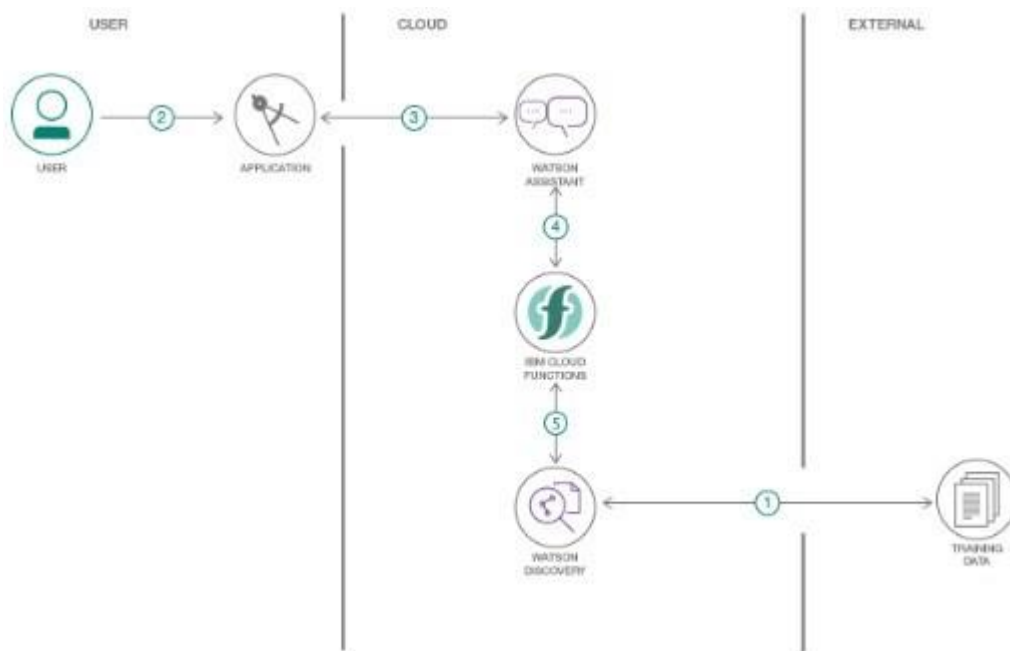 USER
CLOUD
EXTERNAL
2
3
USER
APPLICATION
WATSON
ASSISTANT
4
IBM CLOUD
FUNCTIONS
5
1
WATSON
DISCOVERY
TRAINING
DATA